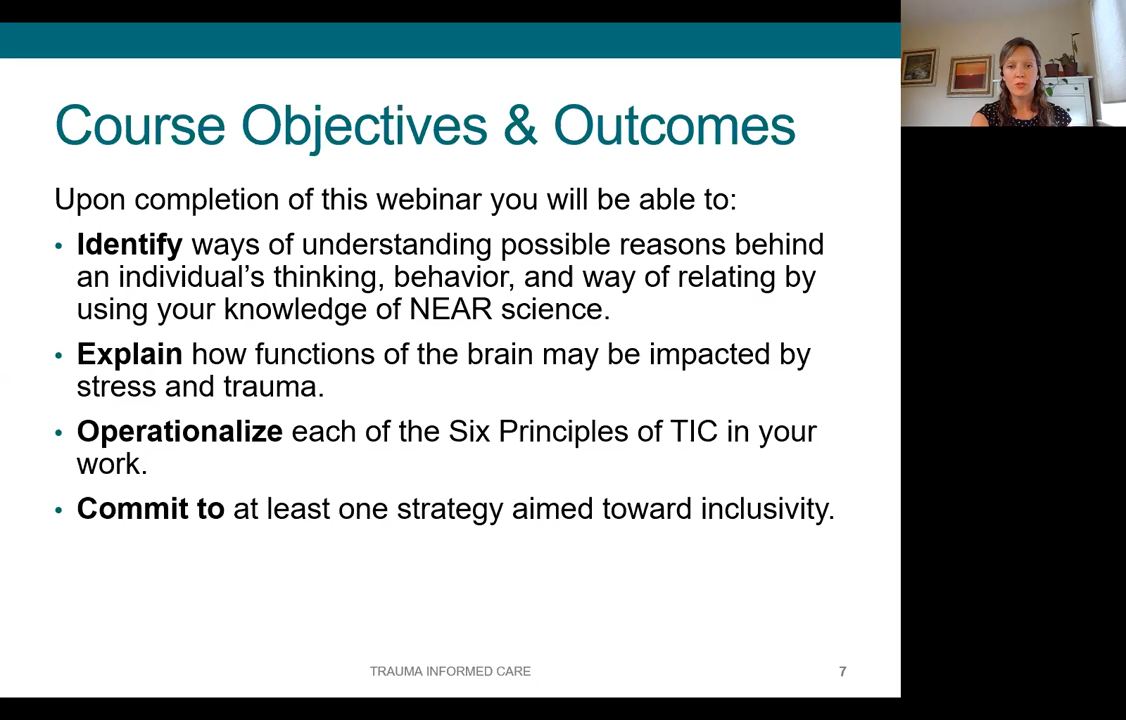 Course Objectives & Outcomes
Upon completion of this webinar you will be able to:
• Identify ways of understanding possible reasons behind
an individual’s thinking, behavior, and way of relating by
using your knowledge of NEAR science.
• Explain how functions of the brain may be impacted by
stress and trauma.
• Operationalize each of the Six Principles of TIC in your
work.
• Commit to at least one strategy aimed toward inclusivity.
TRAUMA INFORMED CARE
7